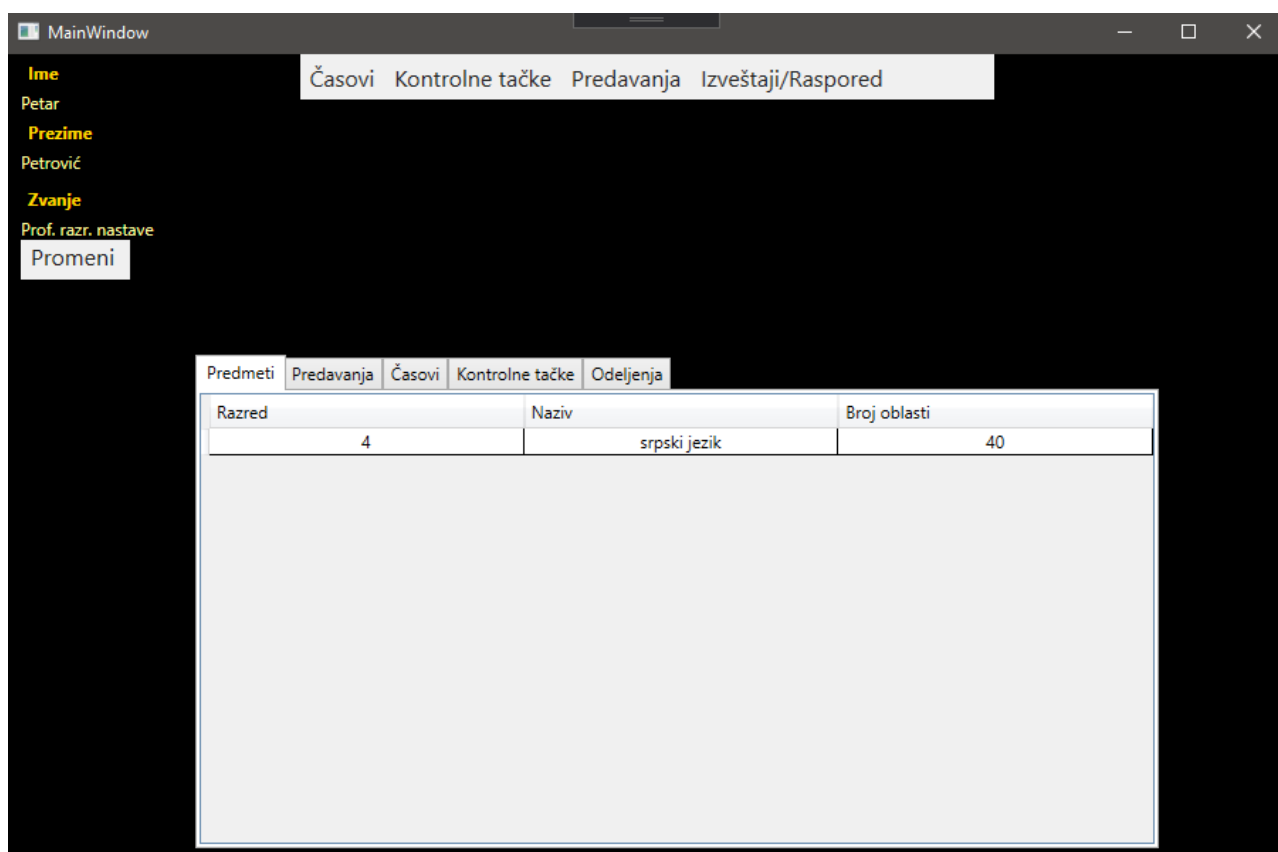 MainWindow
Ime
Petar
Prezime
Petrović
Zvanje
Prof. razr. nastave
Promeni
Časovi Kontrolne tačke Predavanja Izveštaji/Raspored
Predmeti Predavanja Časovi Kontrolne tačke Odeljenja
Razred Naziv Broj oblasti
4 srpski jezik 40